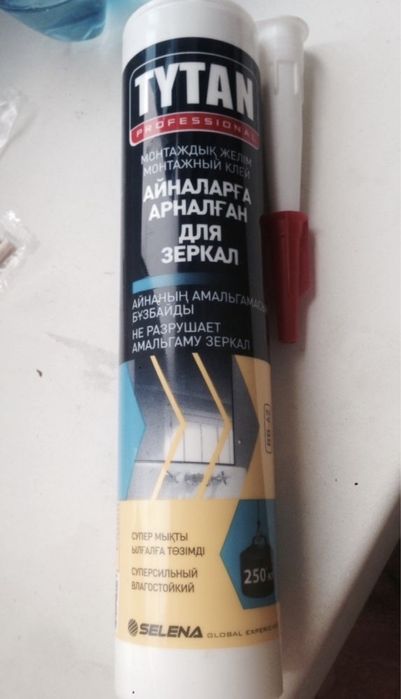 TYTAN
PROFESSIONAL
МОНТАЖДЫҚ ЖЕЛІМ
МОНТАЖНЫЙ КЛЕЙ
АЙНАЛАРҒА
АРНАЛҒАН
ДЛЯ
ЗЕРКАЛ
АЙНАНЫҢ АМАЛЬГАМАСЫН
БҰЗБАЙДЫ
НЕ РАЗРУШАЕТ
АМАЛЬГАМУ ЗЕРКАЛ
СУПЕР МЫҚТЫ
ЫЛҒАЛҒА ТӨЗІМДІ
СУПЕРСИЛЬНЫЙ
ВЛАГОСТОЙКИЙ
250
SELENA GLOBAL EXPERIENCE